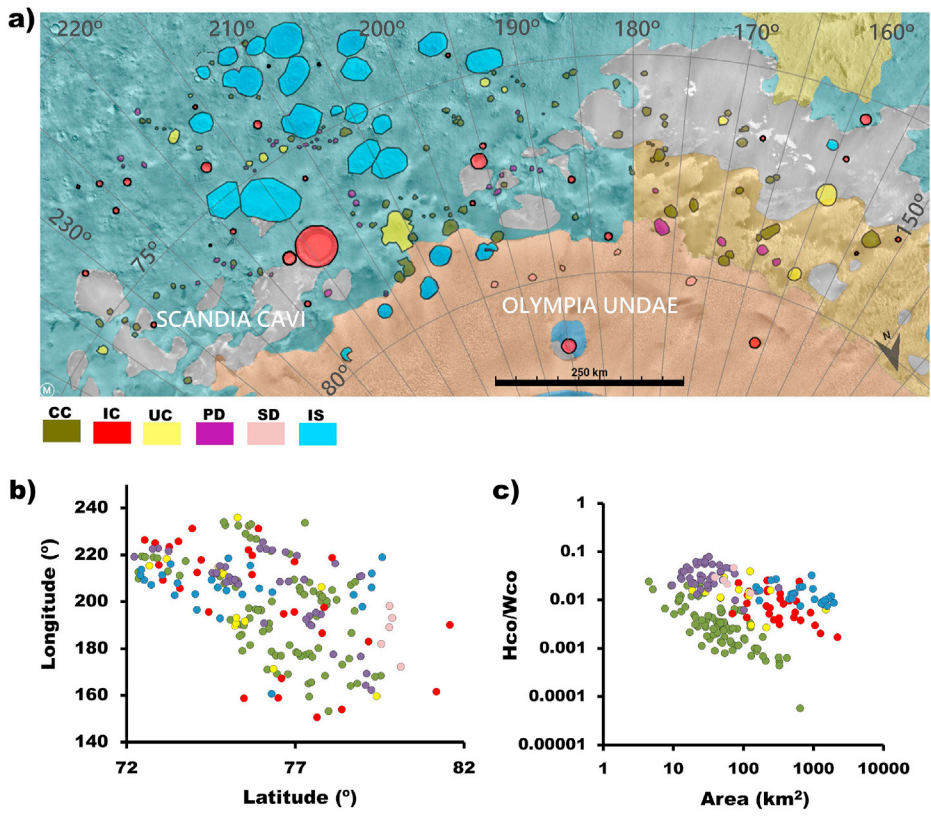 a)
220º 210º 200º 190º 180º 170º 160º
230º
75º
150º
SCANDIA CAVI
OLYMPIA UNDAE
80º
250 km
N
M
CC IC UC PD SD IS
b)
Longitude (º)
240
220
200
180
160
140
72 77 82
Latitude (º)
c)
Hco/Wco
1
0.1
0.01
0.001
0.0001
0.00001
1 10 100 1000 10000
Area (km²)